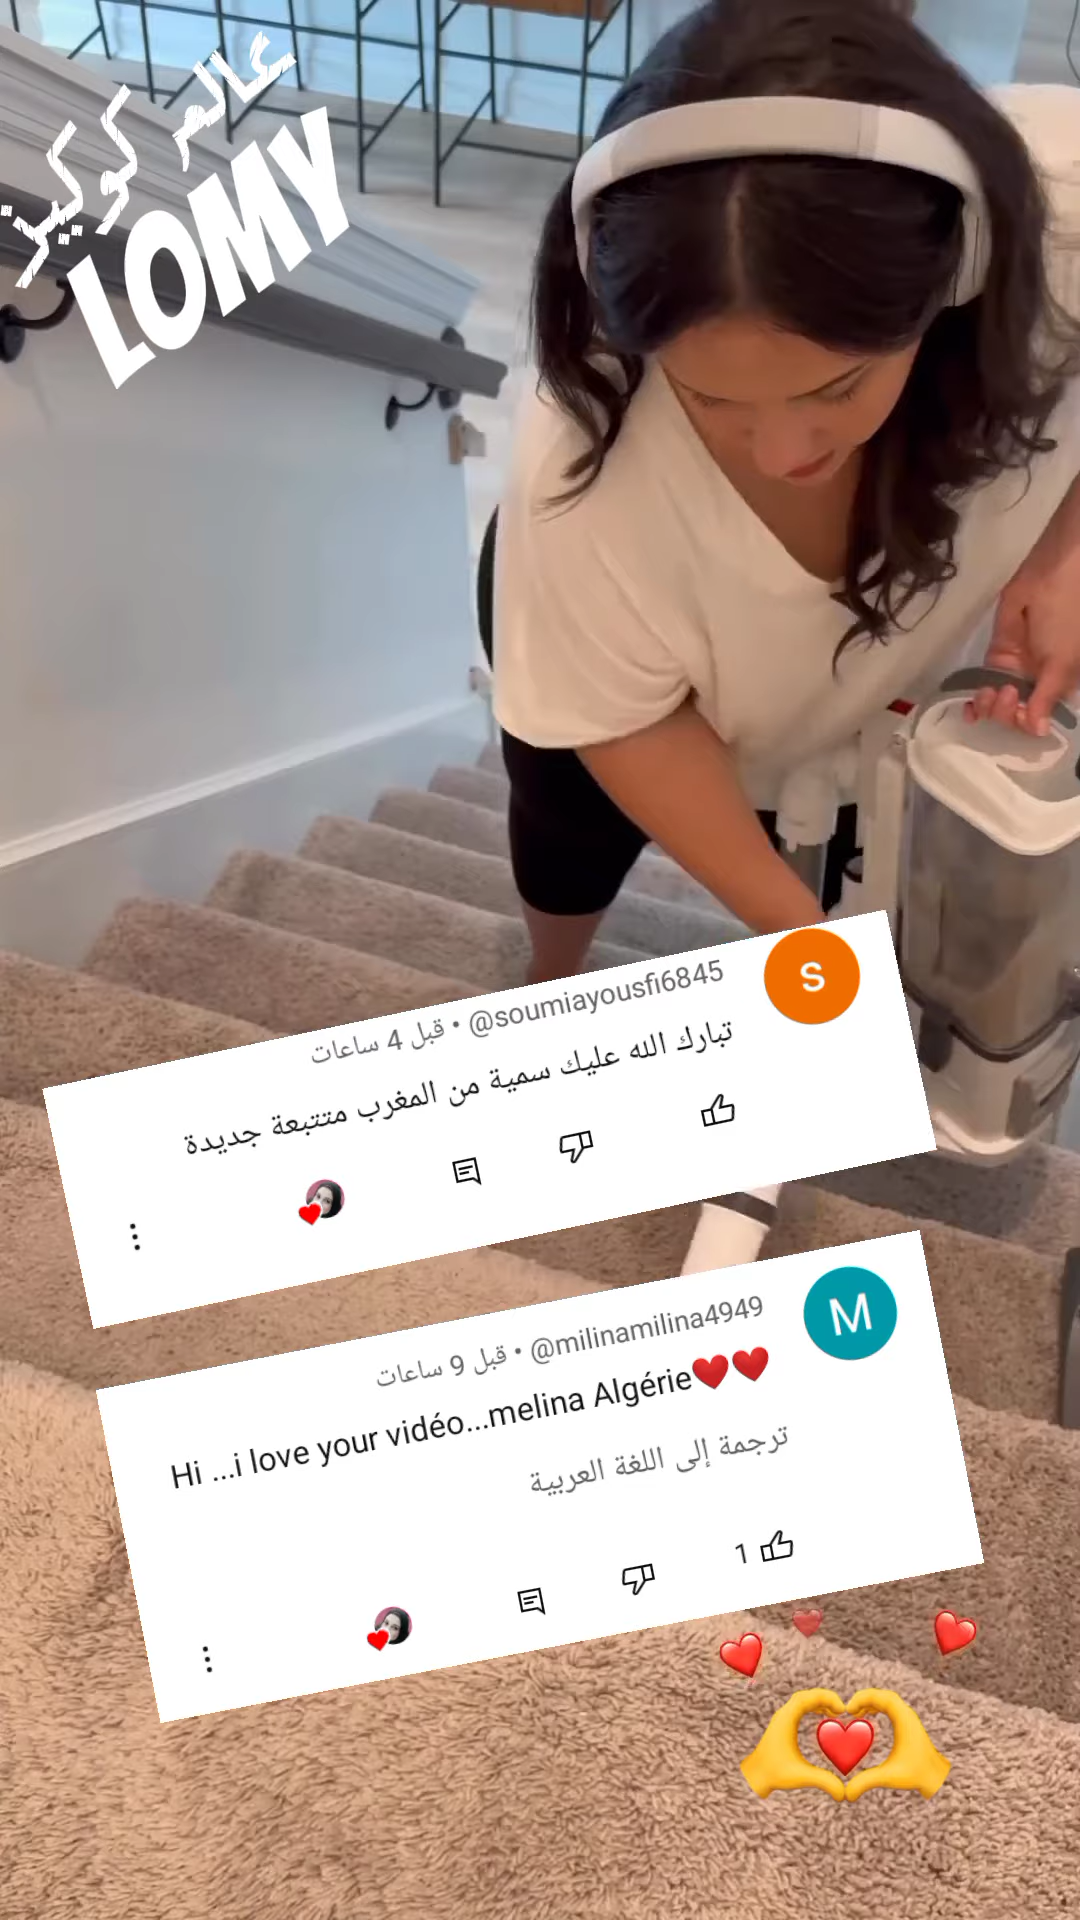 عالم كوكيز
LOMY
@soumiayousfi6845 • قبل 4 ساعات
تبارك الله عليك سمية من المغرب متتبعة جديدة
S
@milinamilina4949 • قبل 9 ساعات
Hi ...i love your vidéo...melina Algérie❤️❤️
M
ترجمة إلى اللغة العربية
1